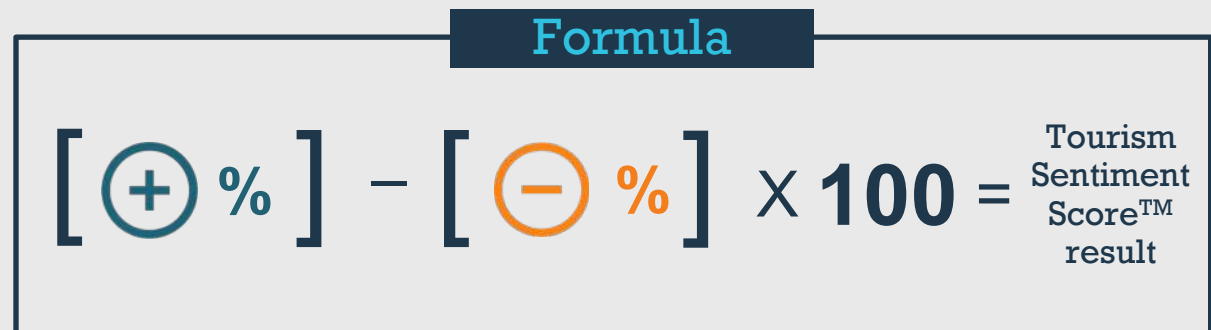 Formula
[ + % ] − [ − % ] X 100 =
Tourism
Sentiment
Score™
result